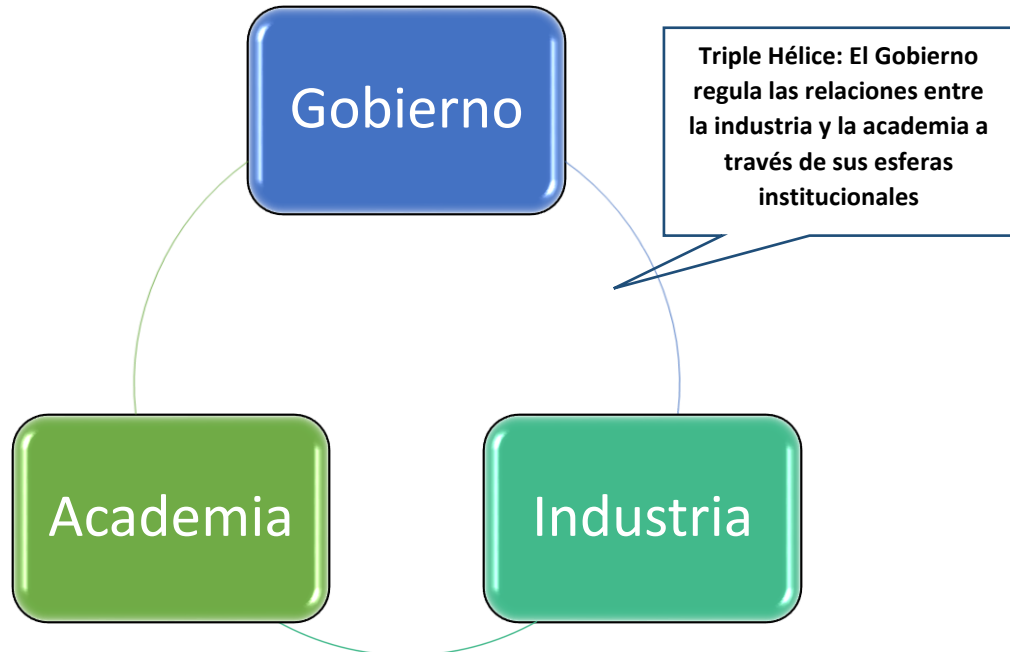 Gobierno
Triple Hélice: El Gobierno
regula las relaciones entre
la industria y la academia a
través de sus esferas
institucionales
Academia
Industria